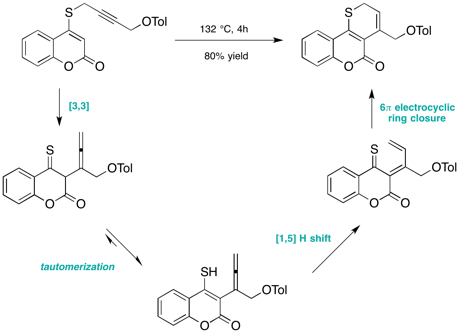 S
OTol
O
O
132 °C, 4h
80% yield
S
OTol
O
O
[3,3]
6π electrocyclic
ring closure
S
OTol
O
O
S
OTol
O
O
[1,5] H shift
tautomerization
SH
OTol
O
O